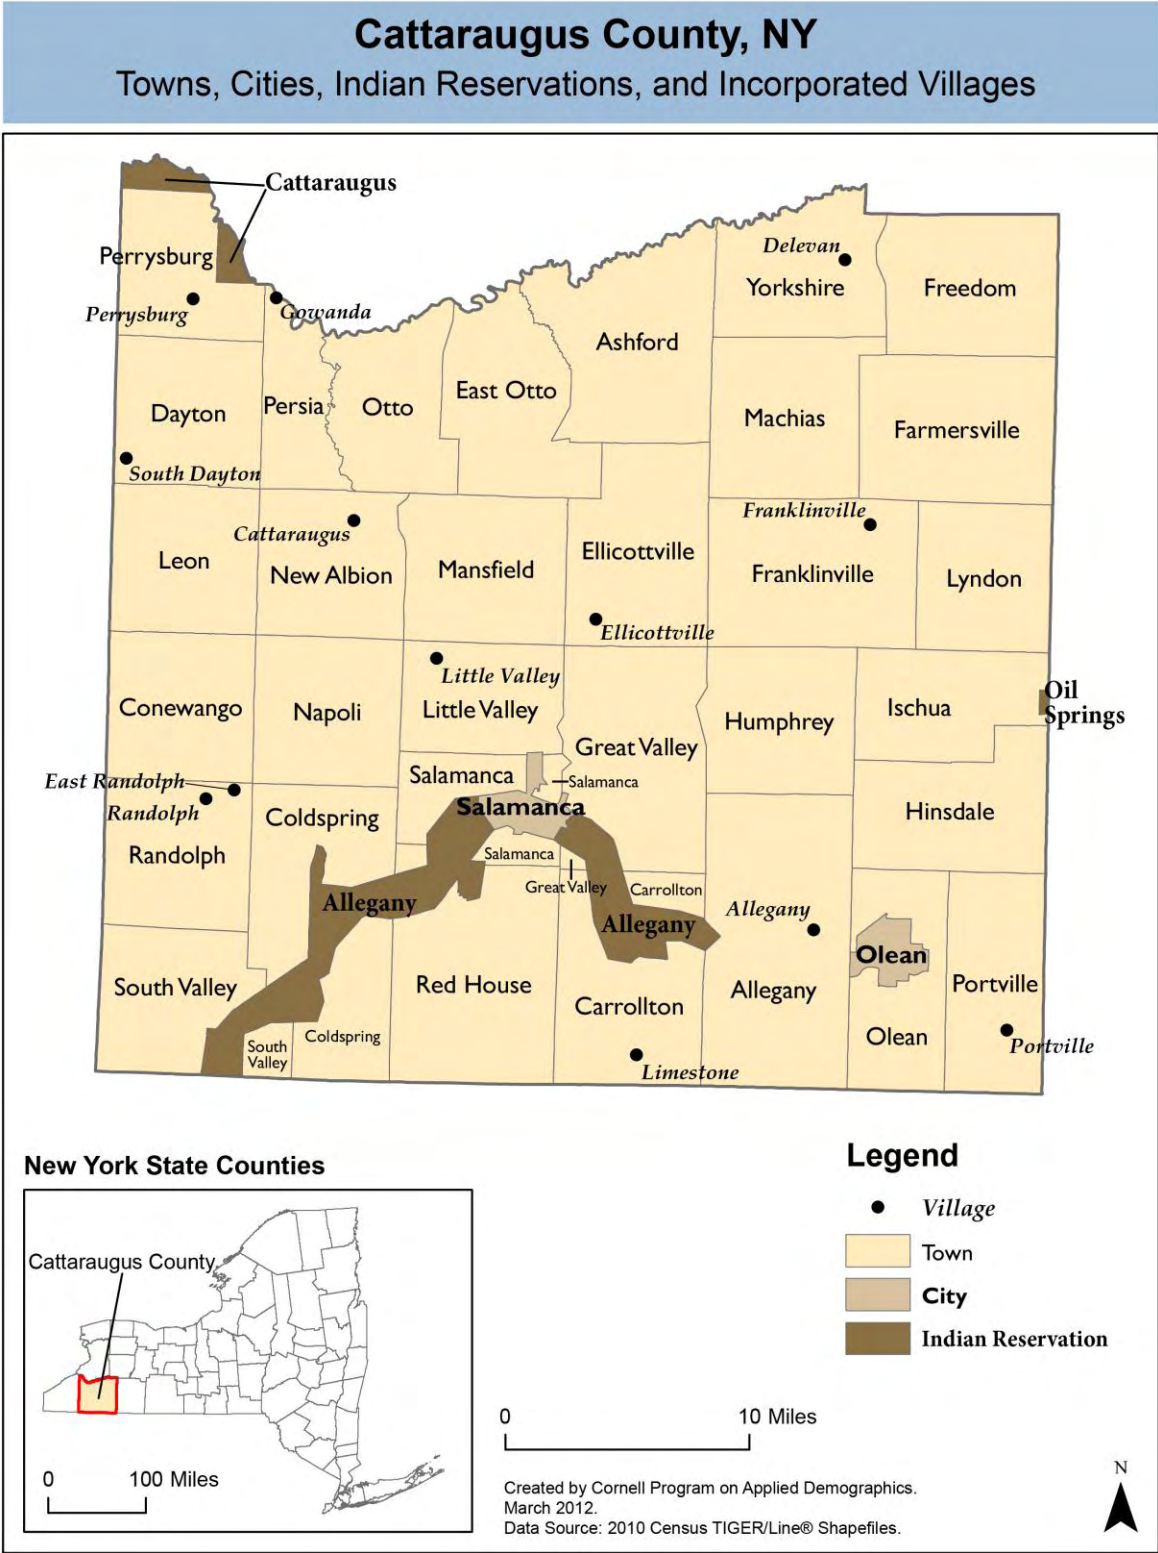 Cattaraugus County, NY
Towns, Cities, Indian Reservations, and Incorporated Villages
Cattaraugus
Perrysburg
Perrysburg
Gowanda
Delevan
Yorkshire
Freedom
Ashford
East Otto
Dayton
Persia
Otto
Machias
Farmersville
South Dayton
Cattaraugus
Franklinville
Leon
New Albion
Mansfield
Ellicottville
Franklinville
Lyndon
Ellicottville
Little Valley
Conewango
Napoli
Little Valley
Great Valley
Humphrey
Ischua
Oil
Springs
East Randolph
Randolph
Salamanca
Salamanca
Salamanca
Coldspring
Hinsdale
Randolph
Salamanca
Great Valley
Carrollton
Allegany
Allegany
Allegany
Olean
South Valley
Red House
Carrollton
Allegany
Portville
Coldspring
South
Valley
Olean
Portville
Limestone
New York State Counties
Cattaraugus County
0 100 Miles
Legend
Village
Town
City
Indian Reservation
0 10 Miles
Created by Cornell Program on Applied Demographics.
March 2012.
Data Source: 2010 Census TIGER/Line® Shapefiles.
N